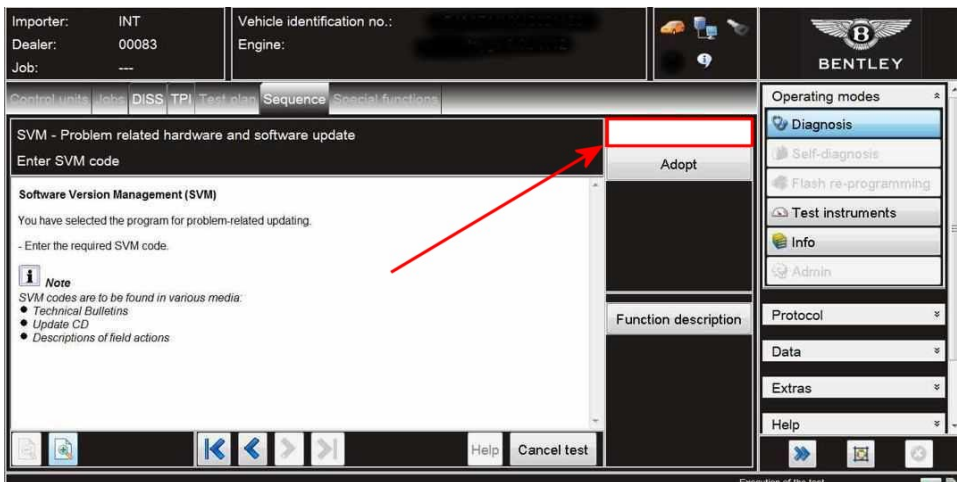 Importer: INT
Dealer: 00083
Job: ---
Vehicle identification no.:
Engine:
BENTLEY
Control units Jobs DISS TPI Test plan Sequence Special functions
SVM - Problem related hardware and software update
Enter SVM code
Adopt
Software Version Management (SVM)
You have selected the program for problem-related updating.
- Enter the required SVM code.
i Note
SVM codes are to be found in various media:
● Technical Bulletins
● Update CD
● Descriptions of field actions
Function description
Help Cancel test
Operating modes
Diagnosis
Self-diagnosis
Flash re-programming
Test instruments
Info
Admin
Protocol
Data
Extras
Help
Execution of the test